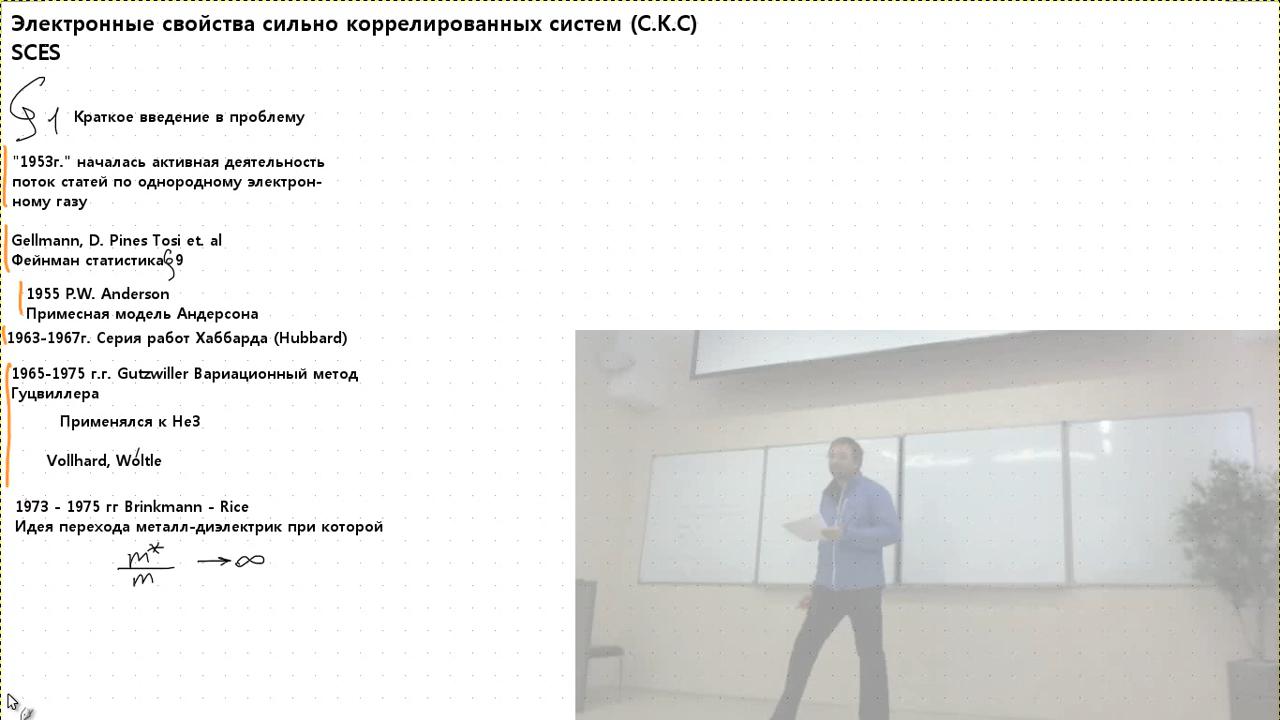 Электронные свойства сильно коррелированных систем (С.К.С)
SCES
§ 1 Краткое введение в проблему
"1953г." началась активная деятельность
поток статей по однородному электрон-
ному газу
Gellmann, D. Pines Tosi et. al
Фейнман статистика § 9
1955 P.W. Anderson
Примесная модель Андерсона
1963-1967г. Серия работ Хаббарда (Hubbard)
1965-1975 г.г. Gutzwiller Вариационный метод
Гуцвиллера
Применялся к Не3
Vollhard, Woltle
1973 - 1975 гг Brinkmann - Rice
Идея перехода металл-диэлектрик при которой
m*/m → ∞